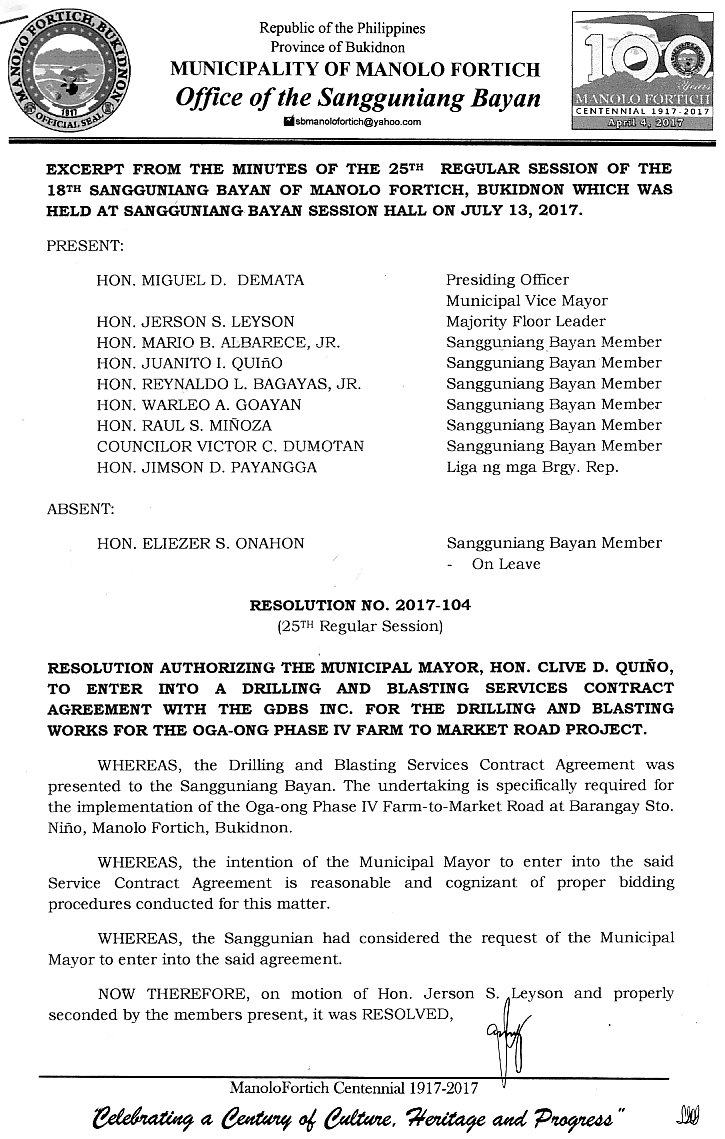 Republic of the Philippines
Province of Bukidnon
MUNICIPALITY OF MANOLO FORTICH
Office of the Sangguniang Bayan
sbmanolofortich@yahoo.com
MANOLO FORTICH, BUKIDNON
1917
OFFICIAL SEAL
100
Years
MANOLO FORTICH
CENTENNIAL 1917-2017
April 4, 2017
EXCERPT FROM THE MINUTES OF THE 25TH REGULAR SESSION OF THE
18TH SANGGUNIANG BAYAN OF MANOLO FORTICH, BUKIDNON WHICH WAS
HELD AT SANGGUNIANG BAYAN SESSION HALL ON JULY 13, 2017.
PRESENT:
HON. MIGUEL D. DEMATA Presiding Officer
Municipal Vice Mayor
HON. JERSON S. LEYSON Majority Floor Leader
HON. MARIO B. ALBARECE, JR. Sangguniang Bayan Member
HON. JUANITO I. QUIñO Sangguniang Bayan Member
HON. REYNALDO L. BAGAYAS, JR. Sangguniang Bayan Member
HON. WARLEO A. GOAYAN Sangguniang Bayan Member
HON. RAUL S. MIÑOZA Sangguniang Bayan Member
COUNCILOR VICTOR C. DUMOTAN Sangguniang Bayan Member
HON. JIMSON D. PAYANGGA Liga ng mga Brgy. Rep.
ABSENT:
HON. ELIEZER S. ONAHON Sangguniang Bayan Member
- On Leave
RESOLUTION NO. 2017-104
(25TH Regular Session)
RESOLUTION AUTHORIZING THE MUNICIPAL MAYOR, HON. CLIVE D. QUIÑO,
TO ENTER INTO A DRILLING AND BLASTING SERVICES CONTRACT
AGREEMENT WITH THE GDBS INC. FOR THE DRILLING AND BLASTING
WORKS FOR THE OGA-ONG PHASE IV FARM TO MARKET ROAD PROJECT.
WHEREAS, the Drilling and Blasting Services Contract Agreement was
presented to the Sangguniang Bayan. The undertaking is specifically required for
the implementation of the Oga-ong Phase IV Farm-to-Market Road at Barangay Sto.
Niño, Manolo Fortich, Bukidnon.
WHEREAS, the intention of the Municipal Mayor to enter into the said
Service Contract Agreement is reasonable and cognizant of proper bidding
procedures conducted for this matter.
WHEREAS, the Sanggunian had considered the request of the Municipal
Mayor to enter into the said agreement.
NOW THEREFORE, on motion of Hon. Jerson S. Leyson and properly
seconded by the members present, it was RESOLVED,
ManoloFortich Centennial 1917-2017
"Celebrating a Century of Culture, Heritage and Progress"